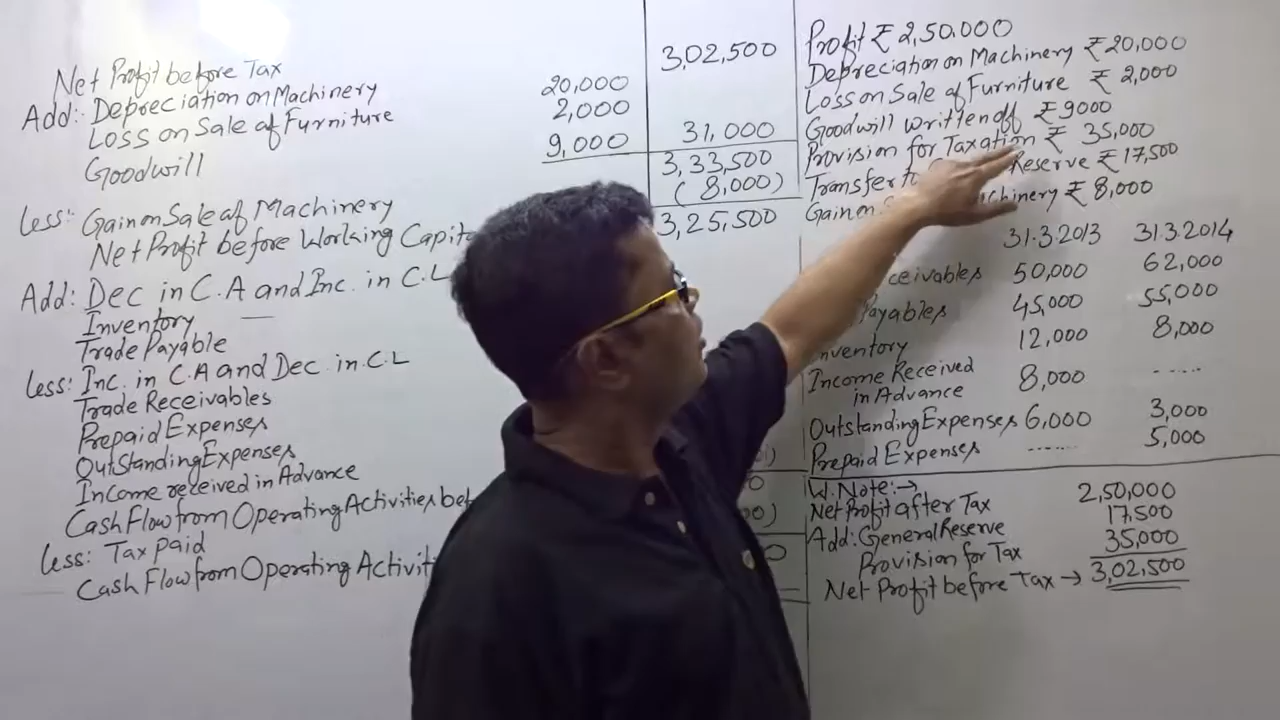 Net Profit before Tax 3,02,500
Add: Depreciation on Machinery 20,000
Loss on Sale of Furniture 2,000
Goodwill 9,000 31,000
3,33,500
Less: Gain on Sale of Machinery (8,000)
Net Profit before Working 3,25,500
Add: Dec in C.A and Inc. in C.L
Inventory
Trade Payable
Less: Inc. in C.A and Dec. in C.L
Trade Receivables
Prepaid Expenses
OutStanding Expenses
Income received in Advance
Cash Flow from Operating Activities
Less: Tax paid
Cash Flow from Operating
Profit ₹ 2,50,000
Depreciation on Machinery ₹20,000
Loss on Sale of Furniture ₹ 2,000
Goodwill written off ₹9000
Provision for Taxation ₹ 35,000
Transfer to Reserve ₹17,500
Gain on ₹ 8,000
31.3.2013 31.3.2014
50,000 62,000
45,000 55,000
Inventory 12,000 8,000
Income Received
in Advance 8,000 .....
Outstanding Expenses 6,000 3,000
Prepaid Expenses ...... 5,000
W. Note:→
Net Profit after Tax 2,50,000
Add: General Reserve 17,500
Provision for Tax 35,000
Net Profit before Tax → 3,02,500